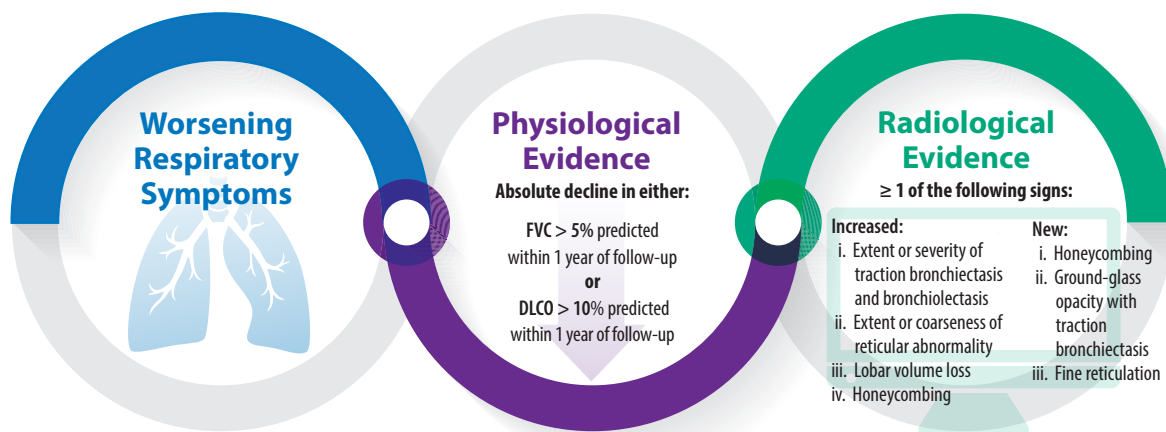 Worsening
Respiratory
Symptoms
Physiological
Evidence
Absolute decline in either:
FVC > 5% predicted
within 1 year of follow-up
or
DLCO > 10% predicted
within 1 year of follow-up
Radiological
Evidence
≥ 1 of the following signs:
Increased:
i. Extent or severity of
traction bronchiectasis
and bronchiolectasis
ii. Extent or coarseness of
reticular abnormality
iii. Lobar volume loss
iv. Honeycombing
New:
i. Honeycombing
ii. Ground-glass
opacity with
traction
bronchiectasis
iii. Fine reticulation